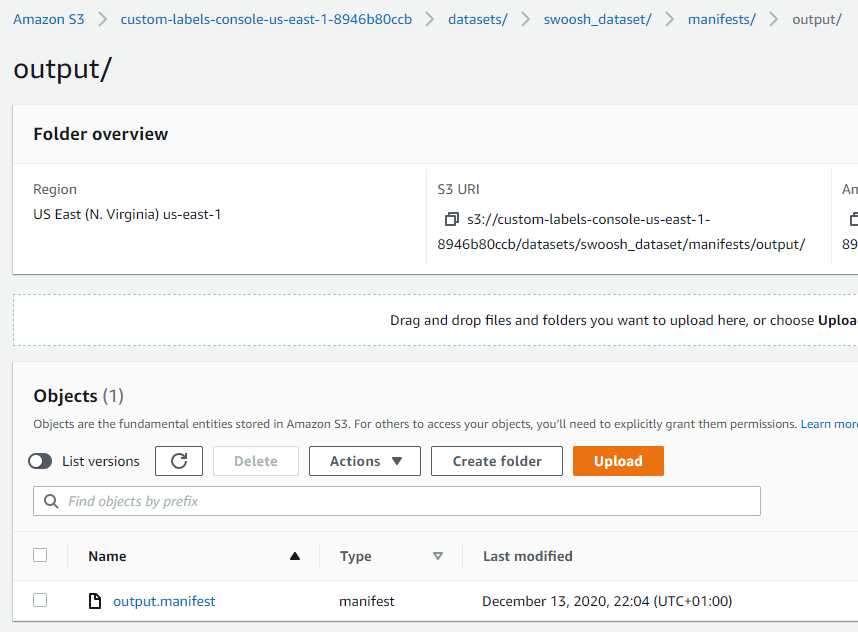 Amazon S3 > custom-labels-console-us-east-1-8946b80ccb > datasets/ > swoosh_dataset/ > manifests/ > output/
output/
Folder overview
Region
US East (N. Virginia) us-east-1
S3 URI
s3://custom-labels-console-us-east-1-
8946b80ccb/datasets/swoosh_dataset/manifests/output/
Am
89
Drag and drop files and folders you want to upload here, or choose Uploa
Objects (1)
Objects are the fundamental entities stored in Amazon S3. For others to access your objects, you'll need to explicitly grant them permissions. Learn more
List versions Delete Actions Create folder Upload
Find objects by prefix
Name Type Last modified
output.manifest manifest December 13, 2020, 22:04 (UTC+01:00)